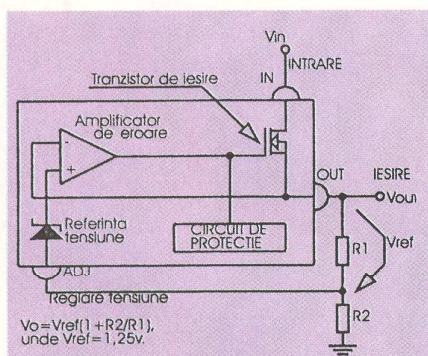 Vin
INTRARE
IN
Tranzistor de iesire
Amplificator
de eroare
-
+
OUT
IESIRE
Vout
Referinta
tensiune
CIRCUIT DE
PROTECTIE
R1
Vref
ADJ
Reglare tensiune
R2
Vo=Vref(1+R2/R1),
unde Vref=1,25v.